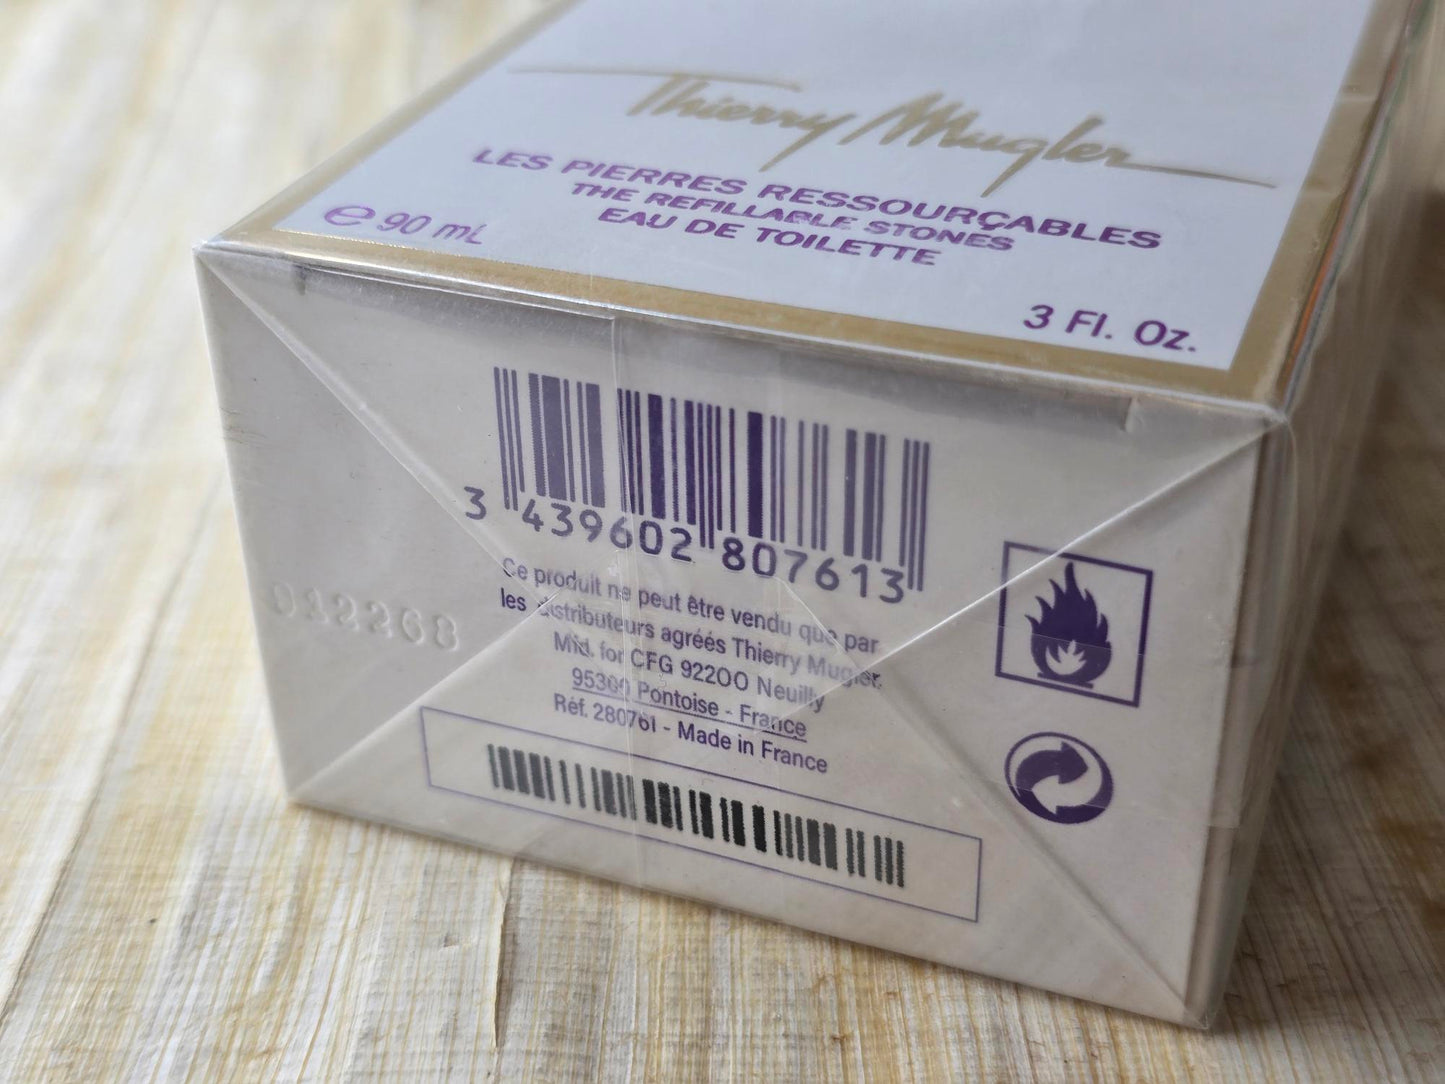 Thierry Mugler
LES PIERRES RESSOURÇABLES
THE REFILLABLE STONES
EAU DE TOILETTE
℮ 90 mL
3 Fl. Oz.
3 439602 807613
Ce produit ne peut être vendu que par
les distributeurs agréés Thierry Mugler.
Mfd. for CFG 92200 Neuilly
95300 Pontoise - France
Réf. 280761 - Made in France
912268